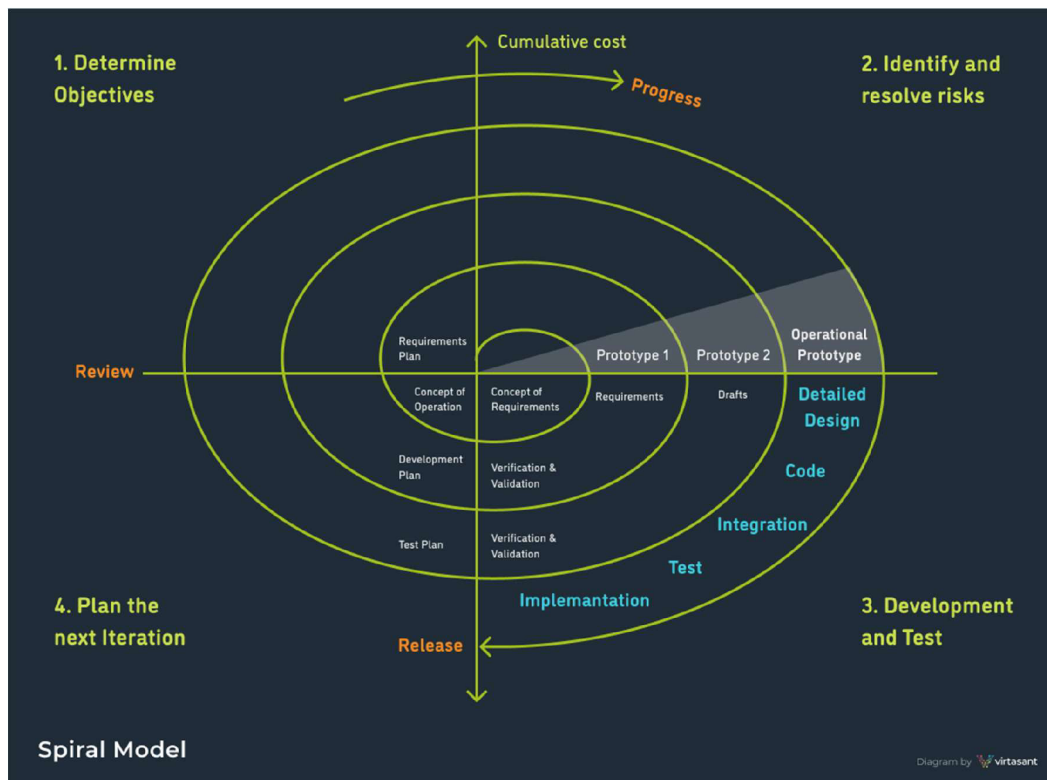 Cumulative cost
1. Determine
Objectives
Progress
2. Identify and
resolve risks
Requirements
Plan
Prototype 1
Prototype 2
Operational
Prototype
Review
Concept of
Operation
Concept of
Requirements
Requirements
Drafts
Detailed
Design
Development
Plan
Verification &
Validation
Code
Integration
Test Plan
Verification &
Validation
Test
Implemantation
4. Plan the
next Iteration
Release
3. Development
and Test
Spiral Model
Diagram by virtasant